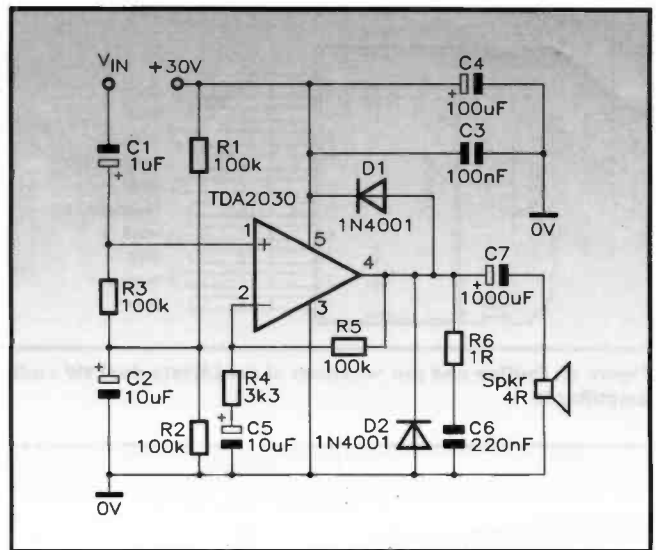 VIN
+30V
C1
1uF
+
R1
100k
C4
+
100uF
C3
100nF
0V
TDA2030
D1
1N4001
1
+
5
4
2
−
3
C7
+
1000uF
R3
100k
R5
100k
R4
3k3
R6
1R
Spkr
4R
+
C2
10uF
R2
100k
+
C5
10uF
D2
1N4001
C6
220nF
0V